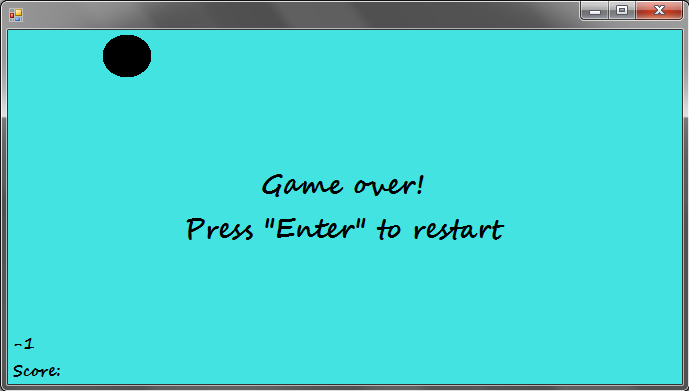 Game over!
Press "Enter" to restart
-1
Score: